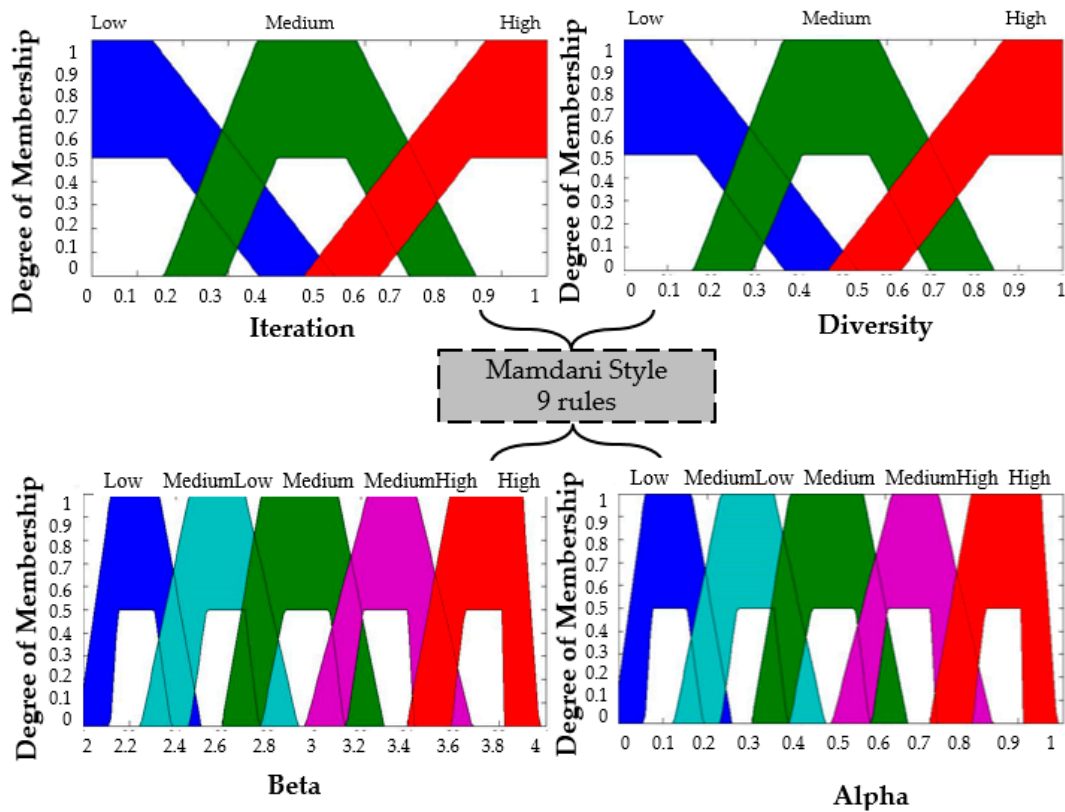 Low Medium High
Degree of Membership
1
0.9
0.8
0.7
0.6
0.5
0.4
0.3
0.2
0.1
0
0 0.1 0.2 0.3 0.4 0.5 0.6 0.7 0.8 0.9 1
Iteration
Low Medium High
Degree of Membership
1
0.9
0.8
0.7
0.6
0.5
0.4
0.3
0.2
0.1
0
0 0.1 0.2 0.3 0.4 0.5 0.6 0.7 0.8 0.9 1
Diversity
Mamdani Style
9 rules
Low MediumLow Medium MediumHigh High
Degree of Membership
1
0.9
0.8
0.7
0.6
0.5
0.4
0.3
0.2
0.1
0
2 2.2 2.4 2.6 2.8 3 3.2 3.4 3.6 3.8 4
Beta
Low MediumLow Medium MediumHigh High
Degree of Membership
1
0.9
0.8
0.7
0.6
0.5
0.4
0.3
0.2
0.1
0
0 0.1 0.2 0.3 0.4 0.5 0.6 0.7 0.8 0.9 1
Alpha